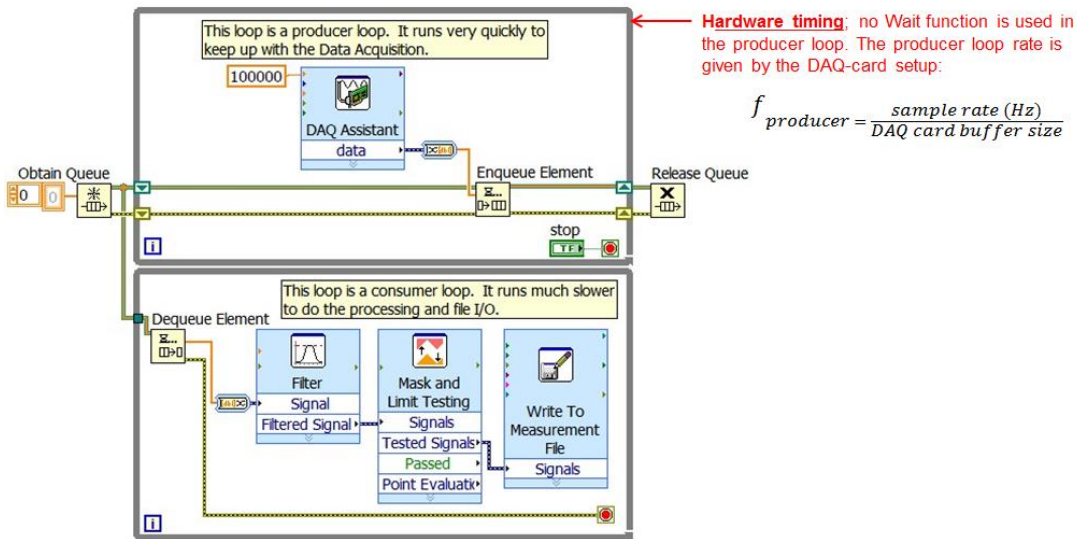 This loop is a producer loop.  It runs very quickly to
keep up with the Data Acquisition.
100000
DAQ Assistant
data
Enqueue Element
Obtain Queue
0
0
Release Queue
stop
TF
i
Hardware timing; no Wait function is used in
the producer loop. The producer loop rate is
given by the DAQ-card setup:
f producer = sample rate (Hz)
DAQ card buffer size
This loop is a consumer loop.  It runs much slower
to do the processing and file I/O.
Dequeue Element
Filter
Signal
Filtered Signal
Mask and
Limit Testing
Signals
Tested Signals
Passed
Point Evaluatic
Write To
Measurement
File
Signals
i